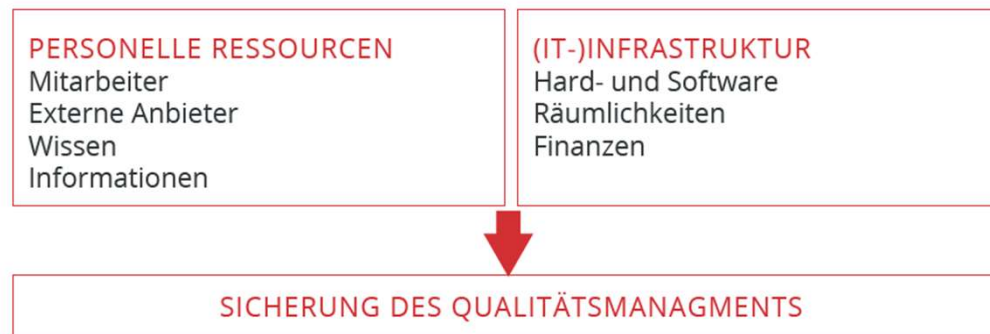 PERSONELLE RESSOURCEN
Mitarbeiter
Externe Anbieter
Wissen
Informationen
(IT-)INFRASTRUKTUR
Hard- und Software
Räumlichkeiten
Finanzen
SICHERUNG DES QUALITÄTSMANAGMENTS